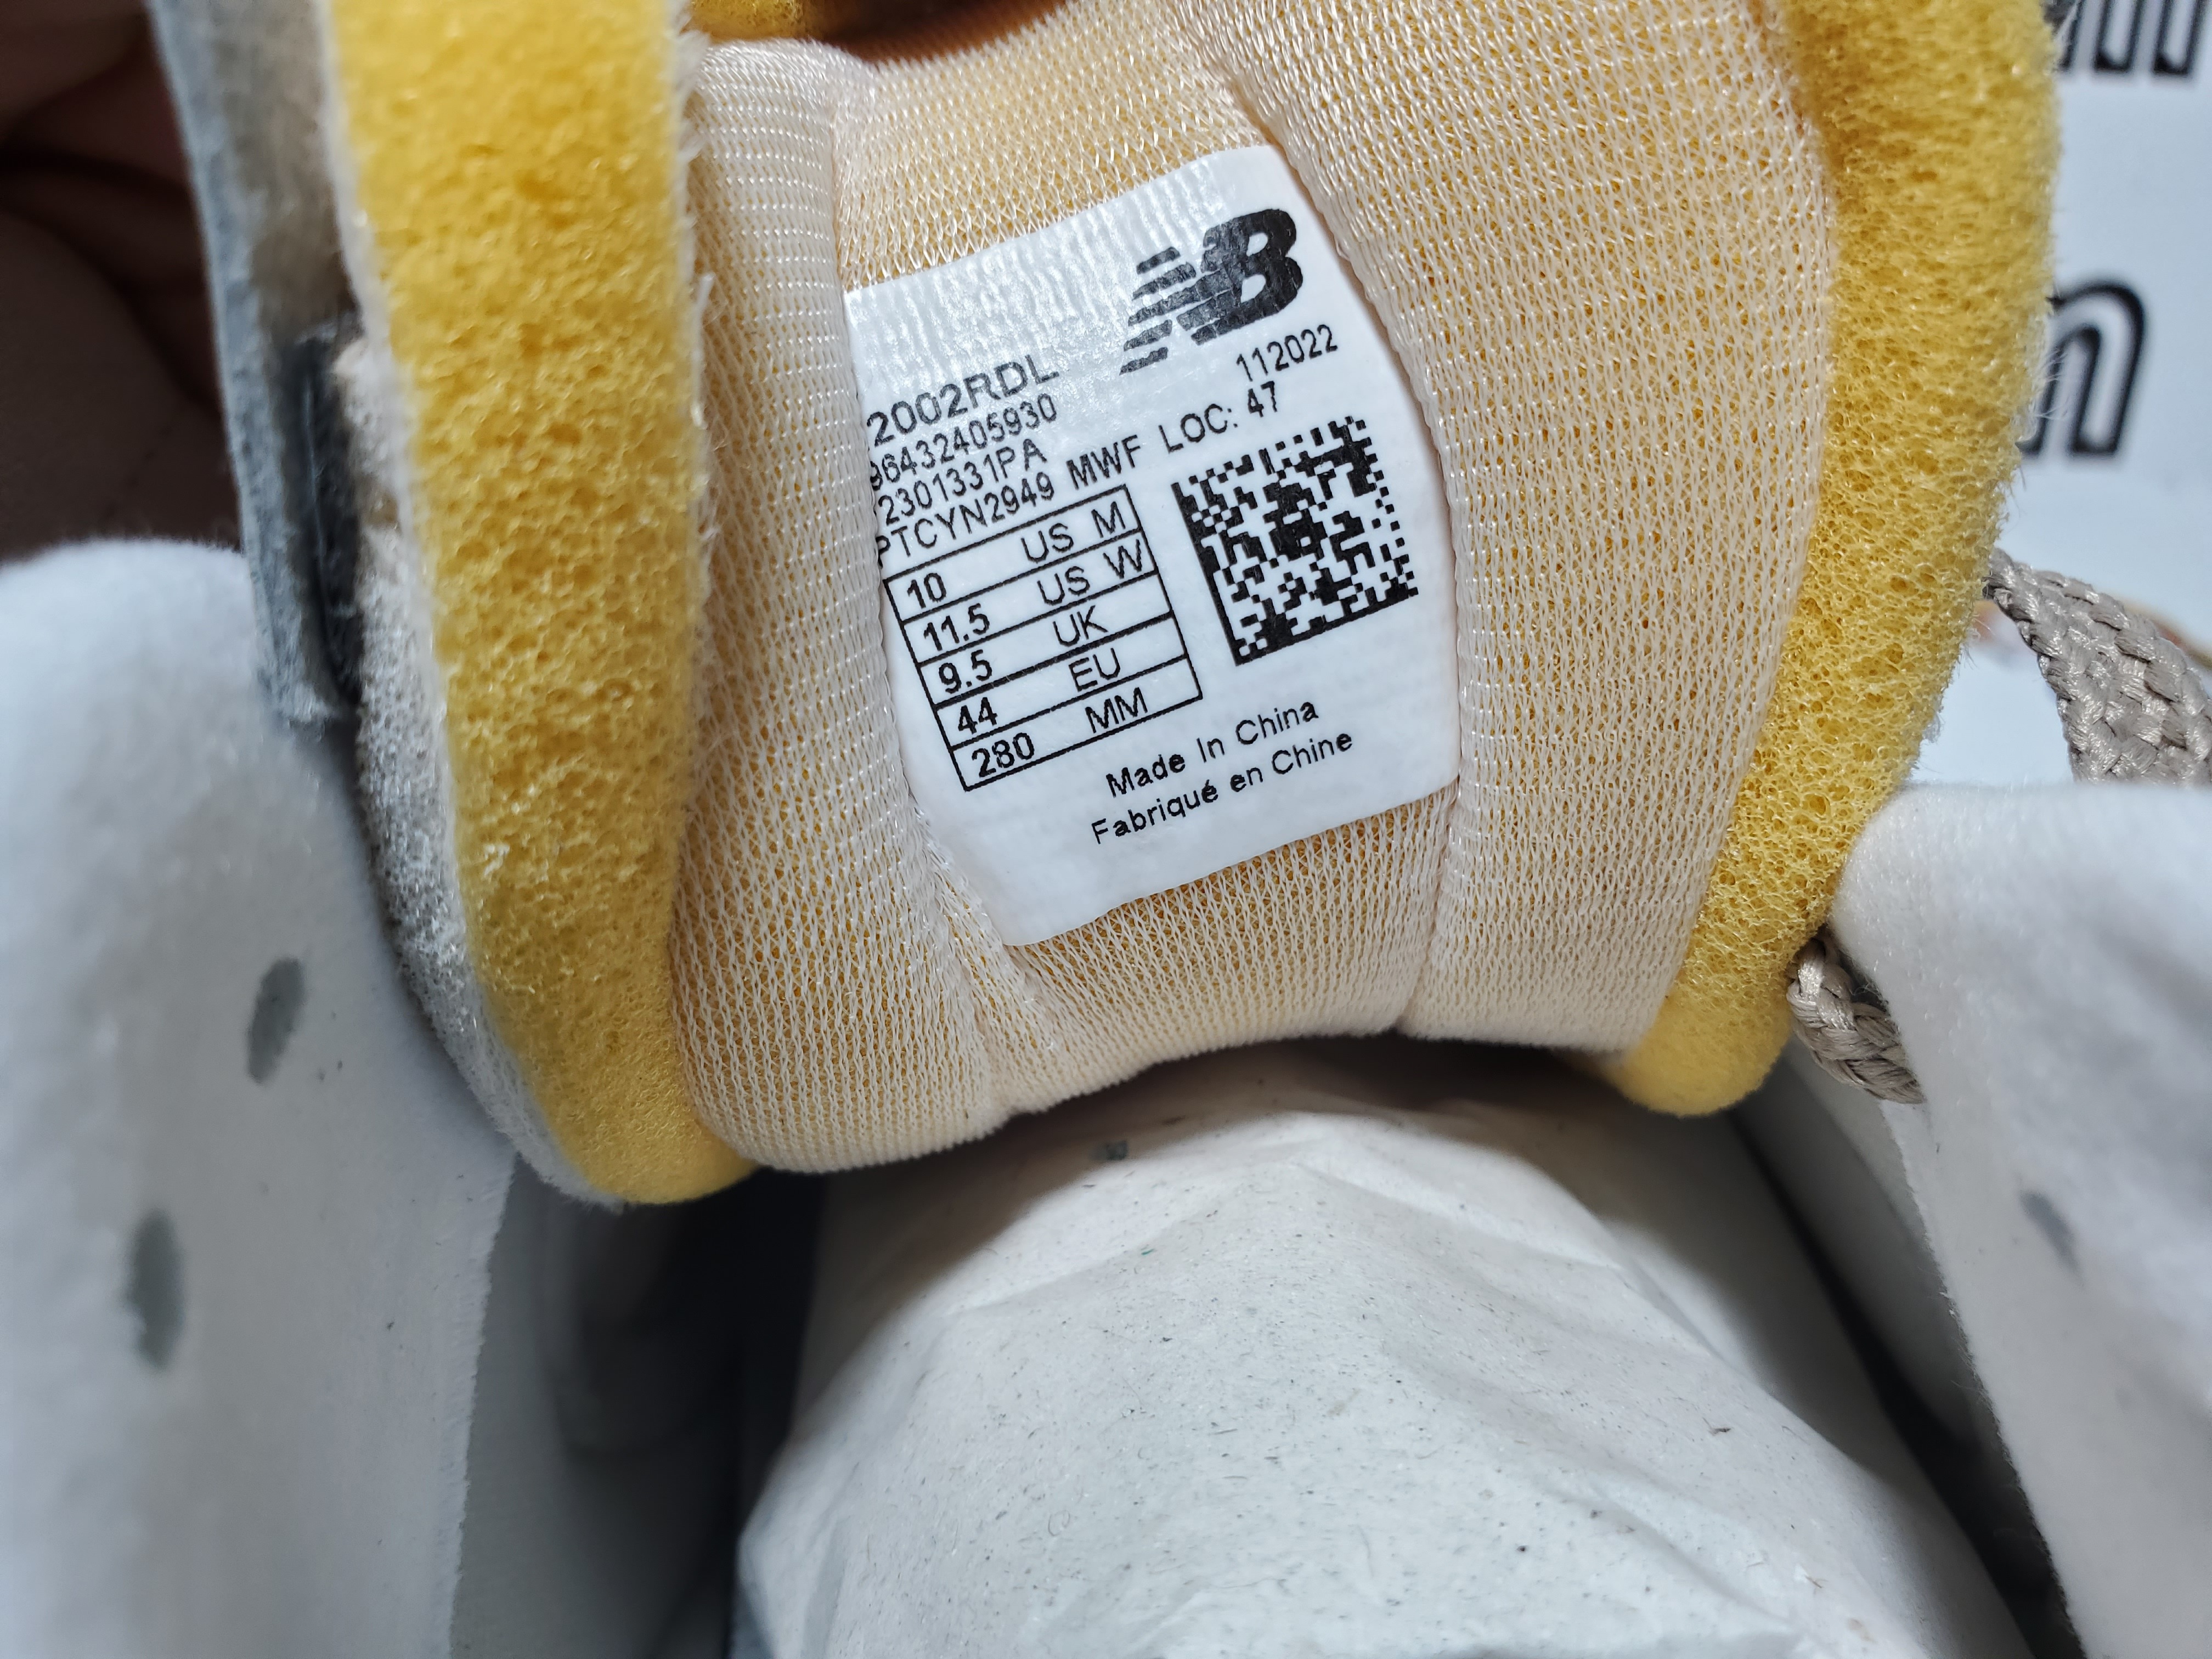 NB
2002RDL
112022
96432405930
2301331PA
PTCYN2949 MWF LOC: 47
10 US M
11.5 US W
9.5 UK
44 EU
280 MM
Made In China
Fabriqué en Chine